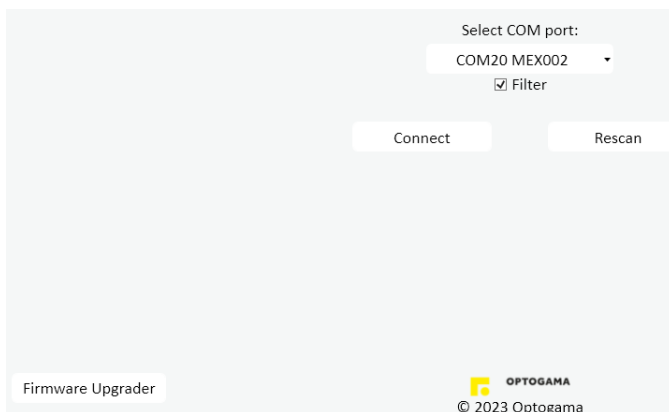 Select COM port:
COM20 MEX002
Filter
Connect Rescan
Firmware Upgrader
OPTOGAMA
© 2023 Optogama